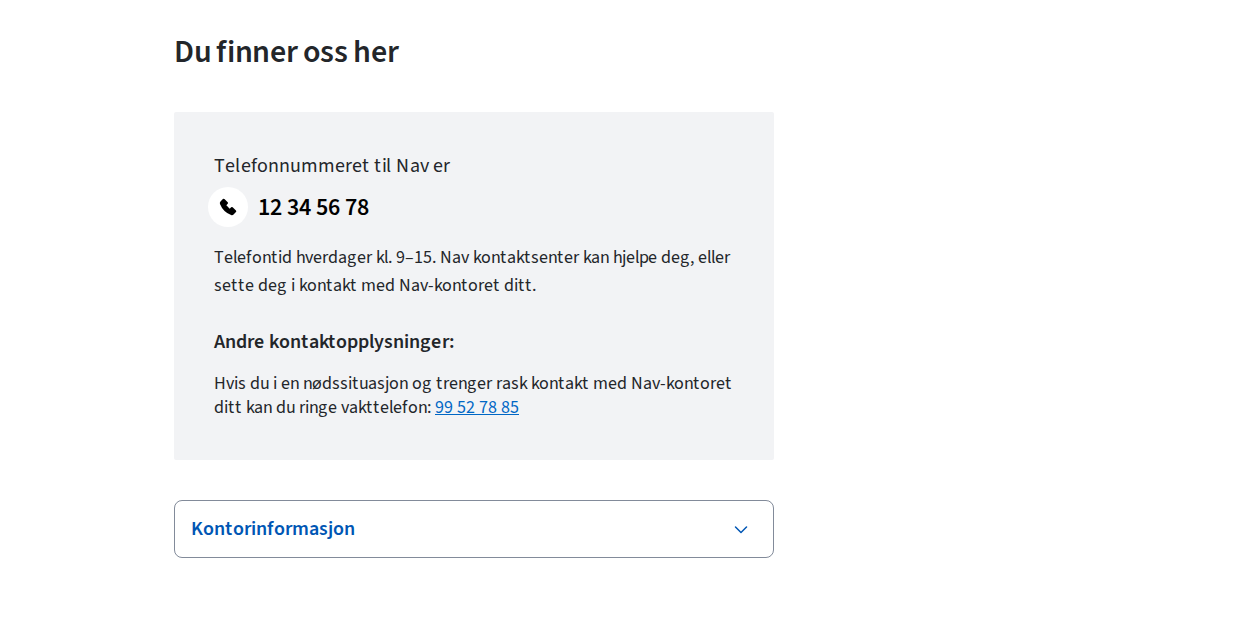 Du finner oss her
Telefonnummeret til Nav er
12 34 56 78
Telefontid hverdager kl. 9–15. Nav kontaktsenter kan hjelpe deg, eller
sette deg i kontakt med Nav-kontoret ditt.
Andre kontaktopplysninger:
Hvis du i en nødssituasjon og trenger rask kontakt med Nav-kontoret
ditt kan du ringe vakttelefon: 99 52 78 85
Kontorinformasjon